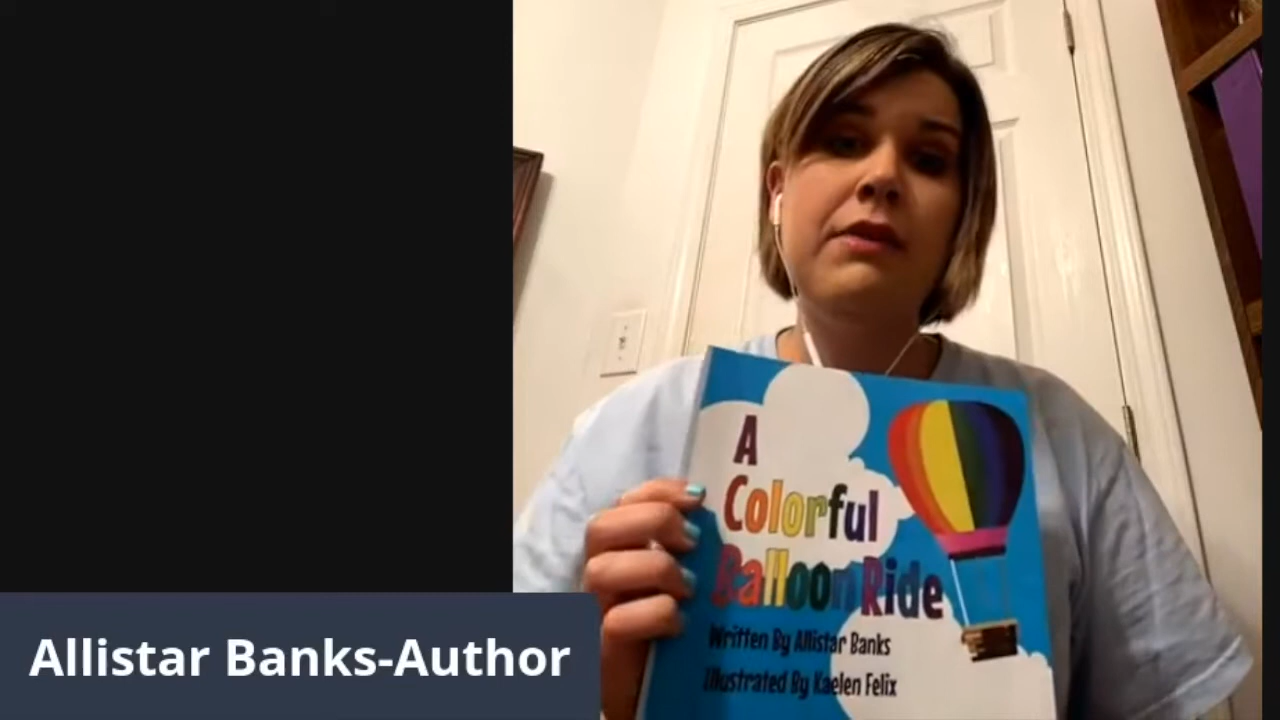 A
Colorful
Balloon Ride
Written By Allistar Banks
Illustrated By Kaelen Felix
Allistar Banks-Author